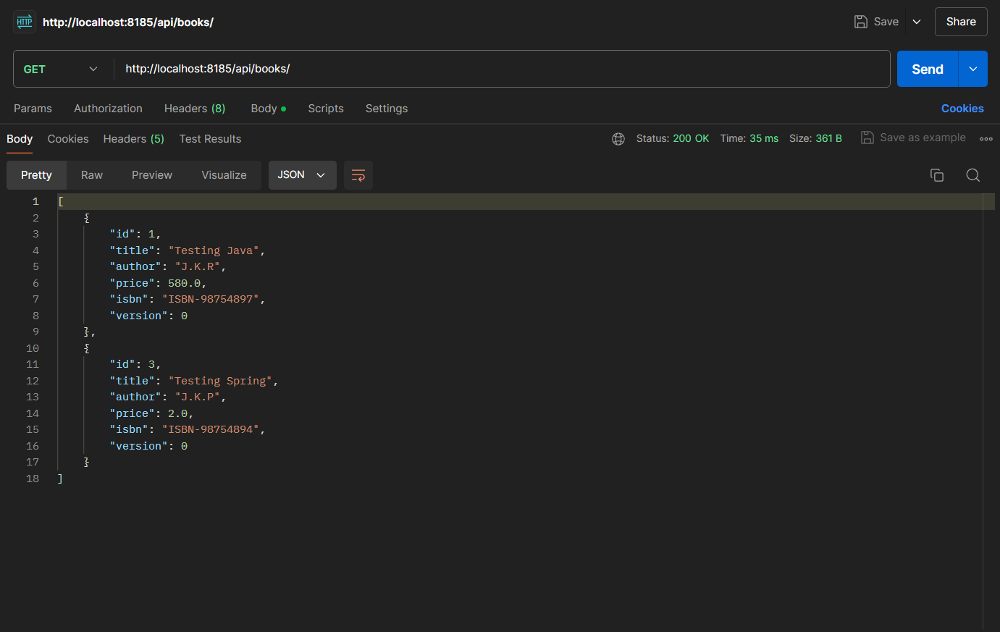 HTTP http://localhost:8185/api/books/ Save Share
GET http://localhost:8185/api/books/ Send
Params Authorization Headers (8) Body Scripts Settings Cookies
Body Cookies Headers (5) Test Results Status: 200 OK Time: 35 ms Size: 361 B Save as example
Pretty Raw Preview Visualize JSON
1 [
2 {
3 "id": 1,
4 "title": "Testing Java",
5 "author": "J.K.R",
6 "price": 580.0,
7 "isbn": "ISBN-98754897",
8 "version": 0
9 },
10 {
11 "id": 3,
12 "title": "Testing Spring",
13 "author": "J.K.P",
14 "price": 2.0,
15 "isbn": "ISBN-98754894",
16 "version": 0
17 }
18 ]